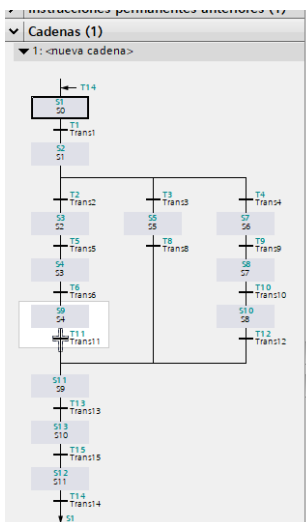 Instrucciones permanentes anteriores (1)
Cadenas (1)
1: <nueva cadena>
T14
S1
S0
T1
Trans1
S2
S1
T2
Trans2
T3
Trans3
T4
Trans4
S3
S2
S5
S5
S7
S6
T5
Trans5
T8
Trans8
T9
Trans9
S4
S3
S8
S7
T6
Trans6
T10
Trans10
S9
S4
S10
S8
T11
Trans11
T12
Trans12
S11
S9
T13
Trans13
S13
S10
T15
Trans15
S12
S11
T14
Trans14
S1